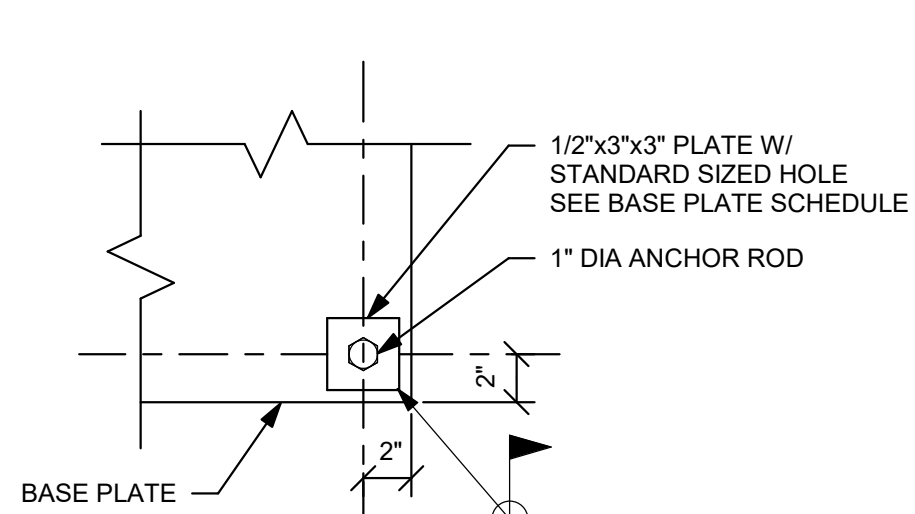 1/2"x3"x3" PLATE W/
STANDARD SIZED HOLE
SEE BASE PLATE SCHEDULE
1" DIA ANCHOR ROD
2"
2"
BASE PLATE